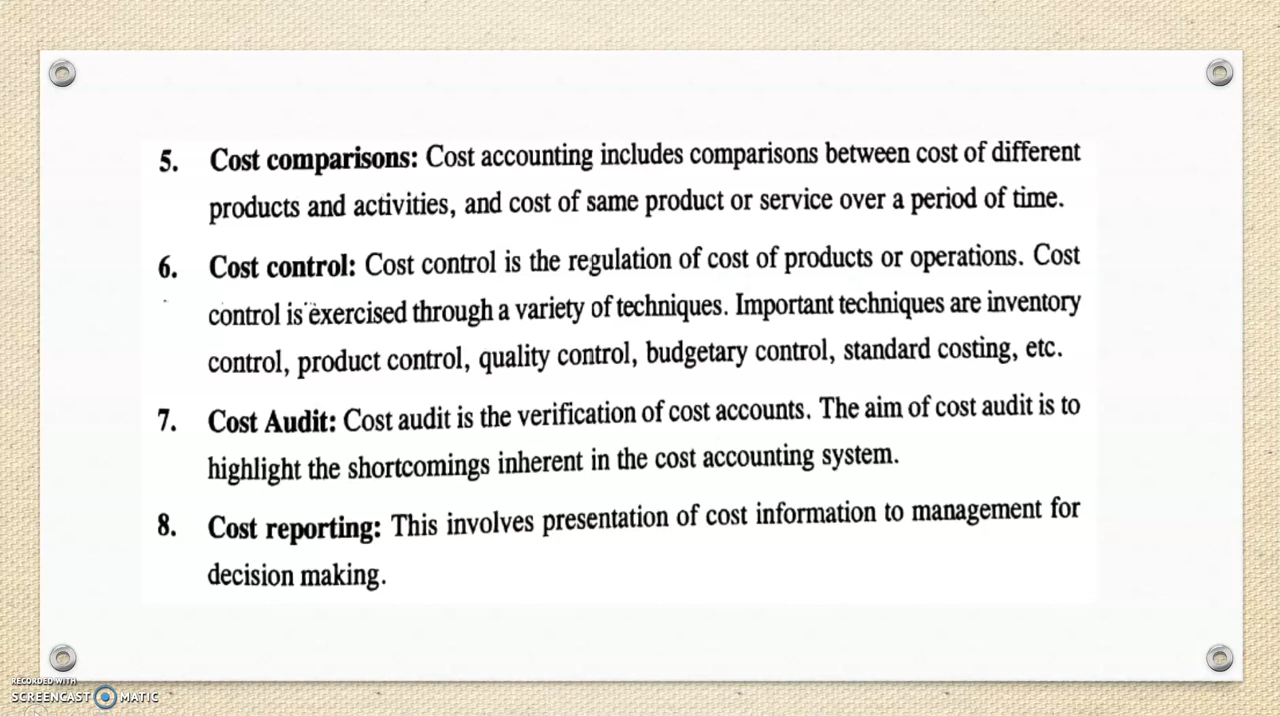 5. Cost comparisons: Cost accounting includes comparisons between cost of different
products and activities, and cost of same product or service over a period of time.
6. Cost control: Cost control is the regulation of cost of products or operations. Cost
control is exercised through a variety of techniques. Important techniques are inventory
control, product control, quality control, budgetary control, standard costing, etc.
7. Cost Audit: Cost audit is the verification of cost accounts. The aim of cost audit is to
highlight the shortcomings inherent in the cost accounting system.
8. Cost reporting: This involves presentation of cost information to management for
decision making.
RECORDED WITH
SCREENCAST MATIC